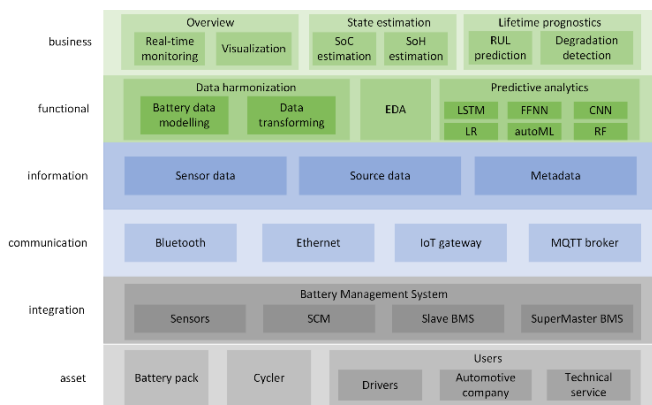 business
Overview
Real-time
monitoring
Visualization
State estimation
SoC
estimation
SoH
estimation
Lifetime prognostics
RUL
prediction
Degradation
detection
functional
Data harmonization
Battery data
modelling
Data
transforming
EDA
Predictive analytics
LSTM
FFNN
CNN
LR
autoML
RF
information
Sensor data
Source data
Metadata
communication
Bluetooth
Ethernet
IoT gateway
MQTT broker
integration
Battery Management System
Sensors
SCM
Slave BMS
SuperMaster BMS
asset
Battery pack
Cycler
Users
Drivers
Automotive
company
Technical
service